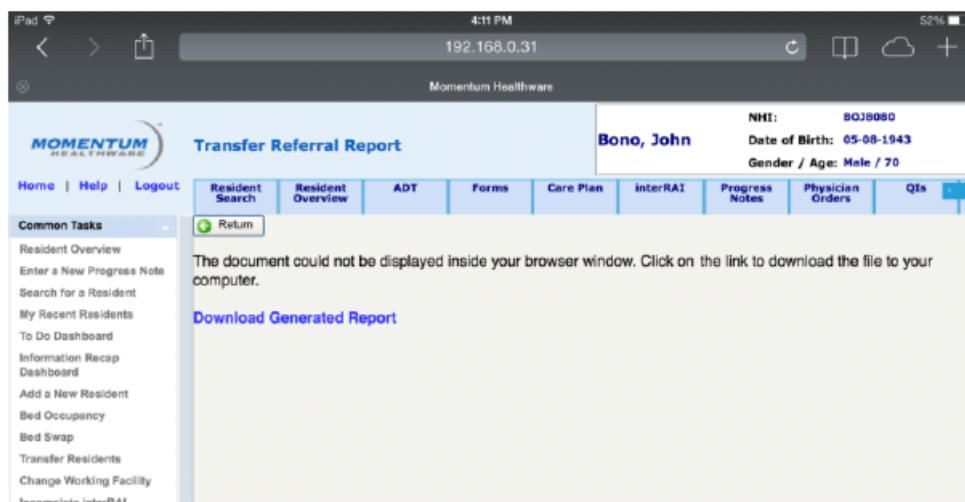 iPad 4:11 PM 52%
192.168.0.31
Momentum Healthware
MOMENTUM
HEALTHWARE
Transfer Referral Report
Bono, John
NHI: BOJ8080
Date of Birth: 05-08-1943
Gender / Age: Male / 70
Home | Help | Logout
Resident Search
Resident Overview
ADT
Forms
Care Plan
interRAI
Progress Notes
Physician Orders
QIs
Common Tasks
Return
Resident Overview
Enter a New Progress Note
Search for a Resident
My Recent Residents
To Do Dashboard
Information Recap
Dashboard
Add a New Resident
Bed Occupancy
Bed Swap
Transfer Residents
Change Working Facility
Incomplete interRAI
The document could not be displayed inside your browser window. Click on the link to download the file to your
computer.
Download Generated Report